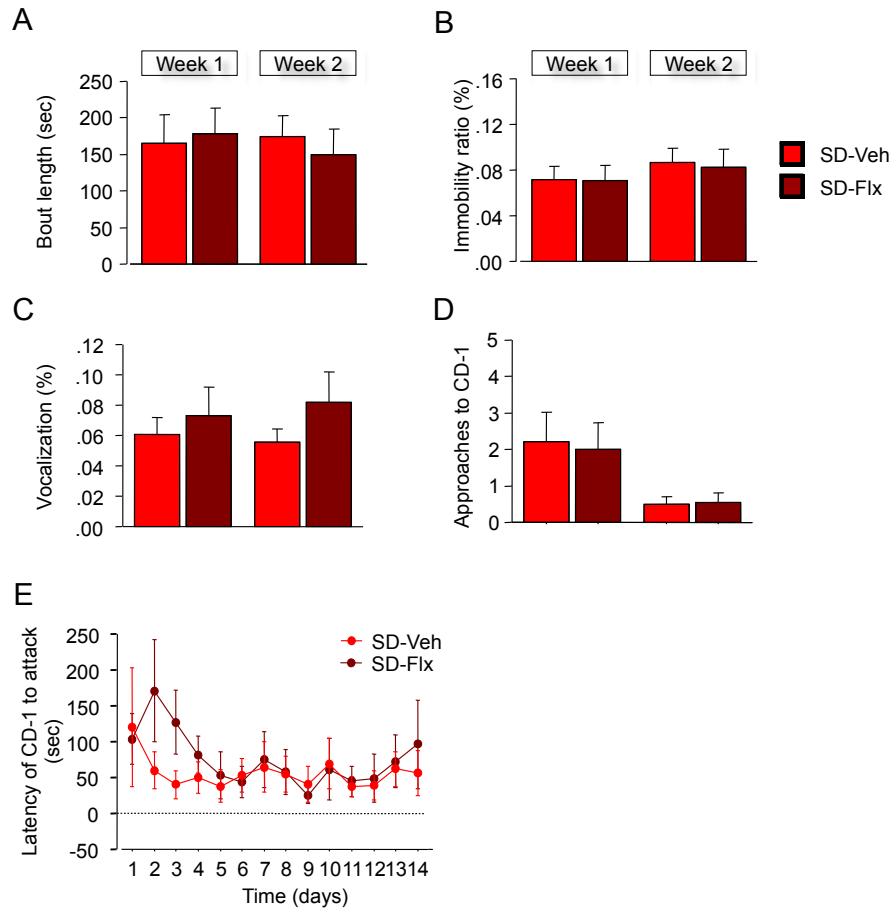 A
Week 1
Week 2
Bout length (sec)
250
200
150
100
50
0
B
Week 1
Week 2
Immobility ratio (%)
.16
.12
.08
.04
.00
SD-Veh
SD-Flx
C
Vocalization (%)
.12
.10
.08
.06
.04
.02
.00
D
Approaches to CD-1
5
4
3
2
1
0
E
Latency of CD-1 to attack
(sec)
250
200
150
100
50
0
-50
SD-Veh
SD-Flx
1 2 3 4 5 6 7 8 9 10 11 12 13 14
Time (days)